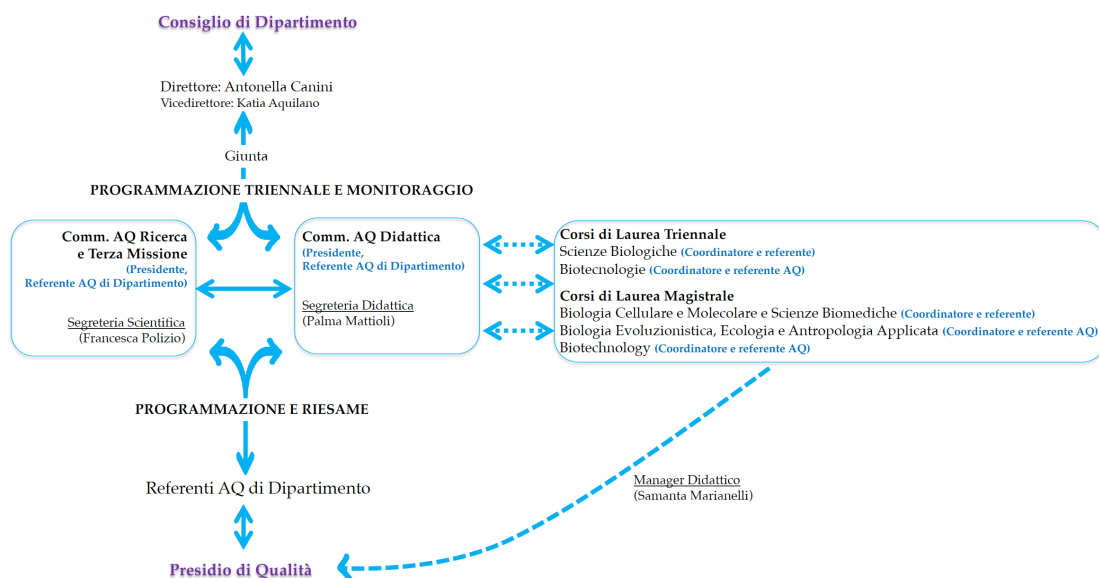 Consiglio di Dipartimento
Direttore: Antonella Canini
Vicedirettore: Katia Aquilano
Giunta
PROGRAMMAZIONE TRIENNALE E MONITORAGGIO
Comm. AQ Ricerca
e Terza Missione
(Presidente,
Referente AQ di Dipartimento)
Segreteria Scientifica
(Francesca Polizio)
Comm. AQ Didattica
(Presidente,
Referente AQ di Dipartimento)
Segreteria Didattica
(Palma Mattioli)
Corsi di Laurea Triennale
Scienze Biologiche (Coordinatore e referente)
Biotecnologie (Coordinatore e referente AQ)
Corsi di Laurea Magistrale
Biologia Cellulare e Molecolare e Scienze Biomediche (Coordinatore e referente)
Biologia Evoluzionistica, Ecologia e Antropologia Applicata (Coordinatore e referente AQ)
Biotechnology (Coordinatore e referente AQ)
PROGRAMMAZIONE E RIESAME
Referenti AQ di Dipartimento
Manager Didattico
(Samanta Marianelli)
Presidio di Qualità